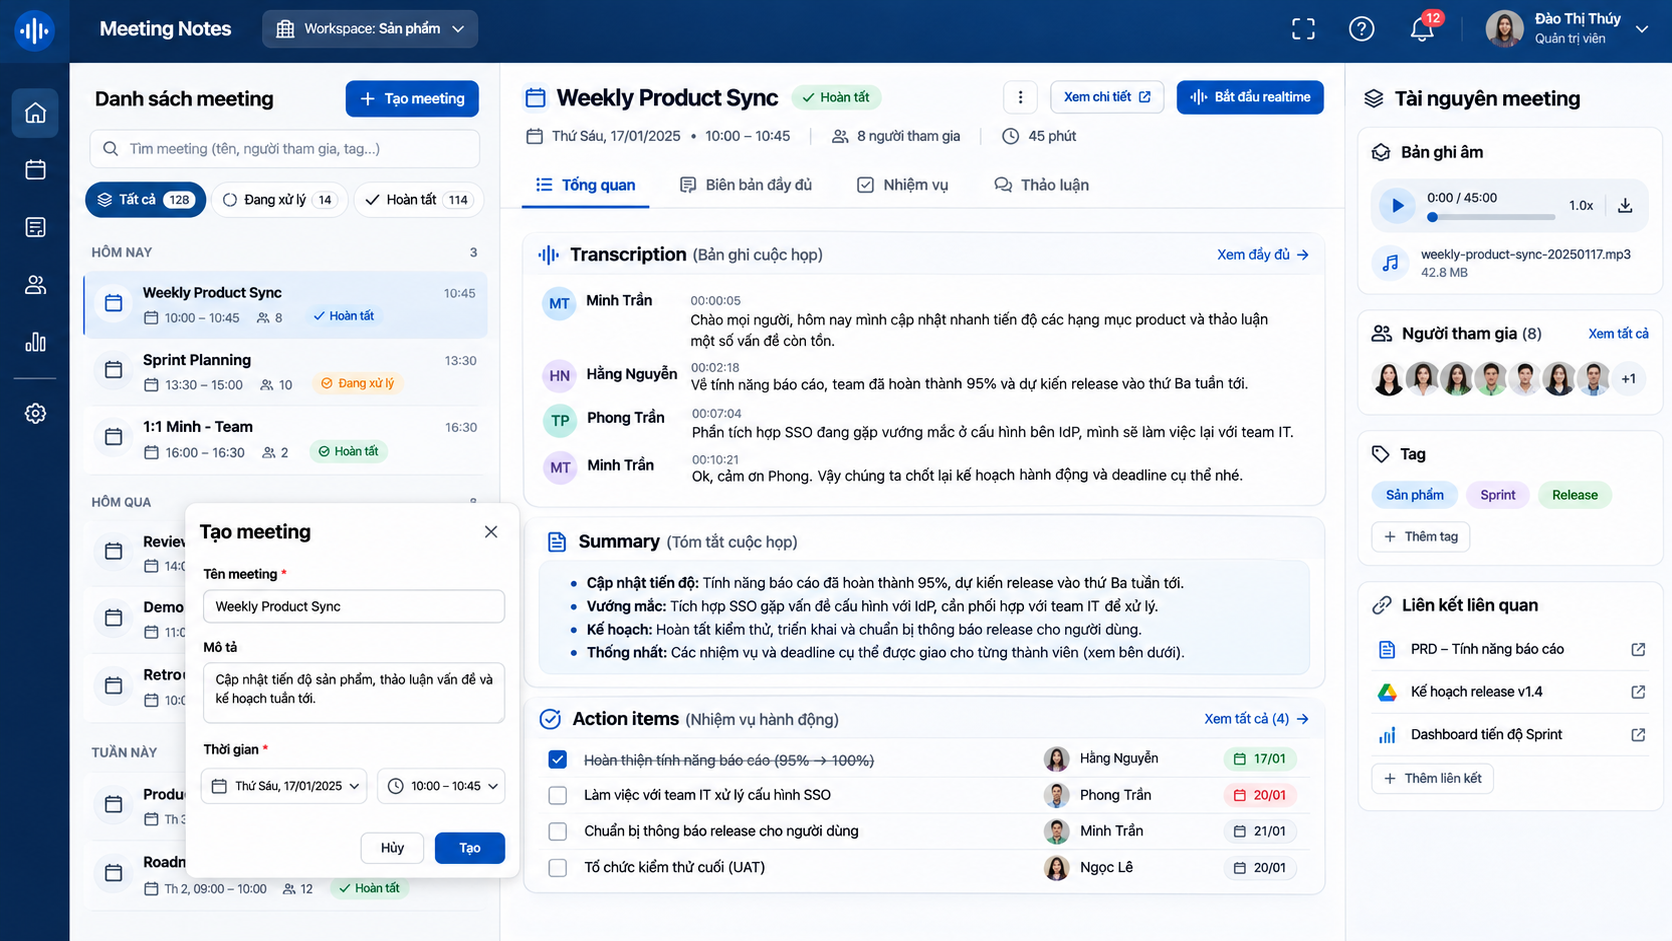 Meeting Notes
Workspace: Sản phẩm
12
Đào Thị Thúy
Quản trị viên
Danh sách meeting
Tạo meeting
Tìm meeting (tên, người tham gia, tag...)
Tất cả 128
Đang xử lý 14
Hoàn tất 114
HÔM NAY 3
Weekly Product Sync 10:45
10:00 – 10:45 8 Hoàn tất
Sprint Planning 13:30
13:30 – 15:00 10 Đang xử lý
1:1 Minh - Team 16:30
16:00 – 16:30 2 Hoàn tất
HÔM QUA
Demo
TUẦN NÀY
Th 2, 09:00 – 10:00 12 Hoàn tất
Tạo meeting
Tên meeting *
Weekly Product Sync
Mô tả
Cập nhật tiến độ sản phẩm, thảo luận vấn đề và
kế hoạch tuần tới.
Thời gian *
Thứ Sáu, 17/01/2025
10:00 – 10:45
Hủy
Tạo
Weekly Product Sync
Hoàn tất
Xem chi tiết
Bắt đầu realtime
Thứ Sáu, 17/01/2025 • 10:00 – 10:45
8 người tham gia
45 phút
Tổng quan
Biên bản đầy đủ
Nhiệm vụ
Thảo luận
Transcription (Bản ghi cuộc họp)
Xem đầy đủ →
MT Minh Trần
00:00:05
Chào mọi người, hôm nay mình cập nhật nhanh tiến độ các hạng mục product và thảo luận
một số vấn đề còn tồn.
HN Hằng Nguyễn
00:02:18
Về tính năng báo cáo, team đã hoàn thành 95% và dự kiến release vào thứ Ba tuần tới.
TP Phong Trần
00:07:04
Phần tích hợp SSO đang gặp vướng mắc ở cấu hình bên IdP, mình sẽ làm việc lại với team IT.
MT Minh Trần
00:10:21
Ok, cảm ơn Phong. Vậy chúng ta chốt lại kế hoạch hành động và deadline cụ thể nhé.
Summary (Tóm tắt cuộc họp)
• Cập nhật tiến độ: Tính năng báo cáo đã hoàn thành 95%, dự kiến release vào thứ Ba tuần tới.
• Vướng mắc: Tích hợp SSO gặp vấn đề cấu hình với IdP, cần phối hợp với team IT để xử lý.
• Kế hoạch: Hoàn tất kiểm thử, triển khai và chuẩn bị thông báo release cho người dùng.
• Thống nhất: Các nhiệm vụ và deadline cụ thể được giao cho từng thành viên (xem bên dưới).
Action items (Nhiệm vụ hành động)
Xem tất cả (4) →
Hoàn thiện tính năng báo cáo (95% → 100%) Hằng Nguyễn 17/01
Làm việc với team IT xử lý cấu hình SSO Phong Trần 20/01
Chuẩn bị thông báo release cho người dùng Minh Trần 21/01
Tổ chức kiểm thử cuối (UAT) Ngọc Lê 20/01
Tài nguyên meeting
Bản ghi âm
0:00 / 45:00
1.0x
weekly-product-sync-20250117.mp3
42.8 MB
Người tham gia (8)
Xem tất cả
+1
Tag
Sản phẩm
Sprint
Release
+ Thêm tag
Liên kết liên quan
PRD – Tính năng báo cáo
Kế hoạch release v1.4
Dashboard tiến độ Sprint
+ Thêm liên kết